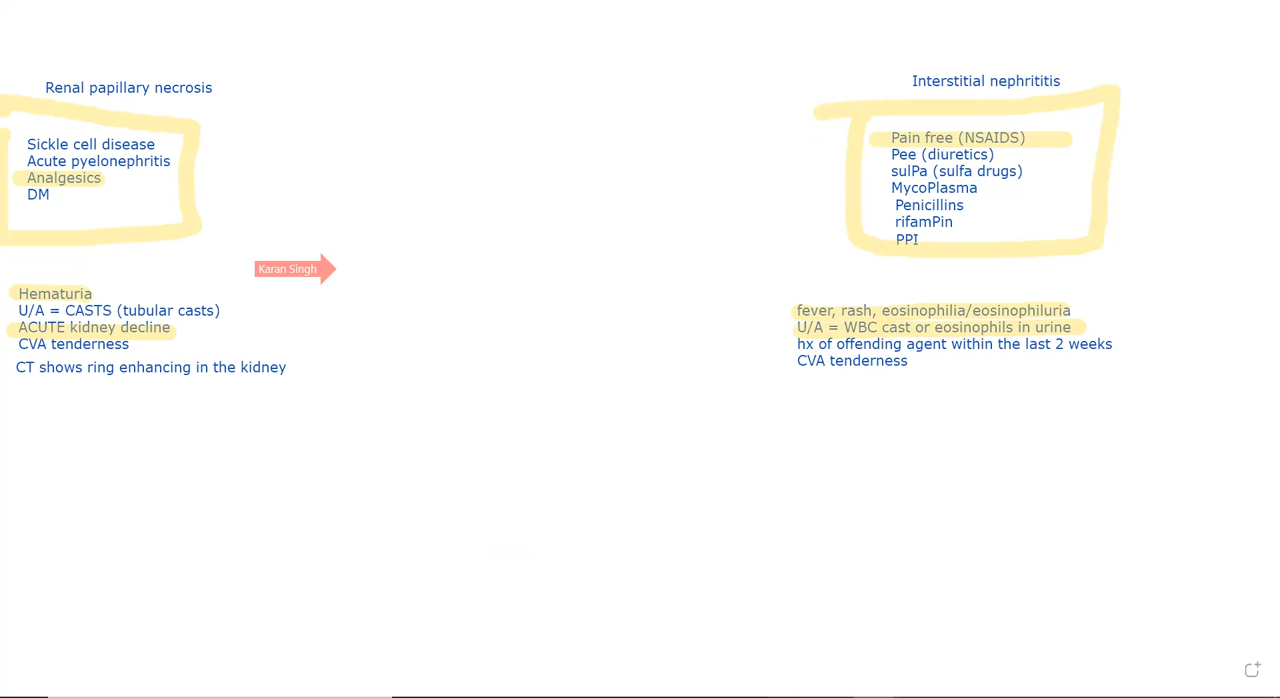 Renal papillary necrosis
Sickle cell disease
Acute pyelonephritis
Analgesics
DM
Karan Singh
Hematuria
U/A = CASTS (tubular casts)
ACUTE kidney decline
CVA tenderness
CT shows ring enhancing in the kidney
Interstitial nephrititis
Pain free (NSAIDS)
Pee (diuretics)
sulPa (sulfa drugs)
MycoPlasma
Penicillins
rifamPin
PPI
fever, rash, eosinophilia/eosinophiluria
U/A = WBC cast or eosinophils in urine
hx of offending agent within the last 2 weeks
CVA tenderness